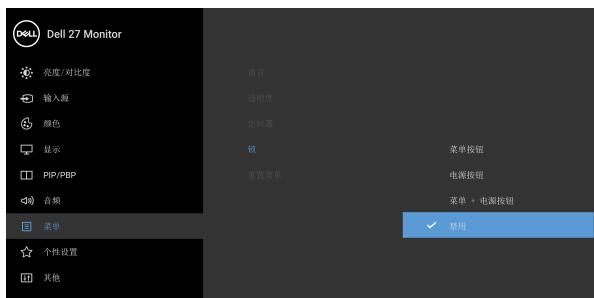 DELL Dell 27 Monitor
亮度/对比度
输入源
颜色
显示
PIP/PBP
音频
菜单
个性设置
其他
语言
透明度
定时器
锁
重置菜单
菜单按钮
电源按钮
菜单 + 电源按钮
禁用